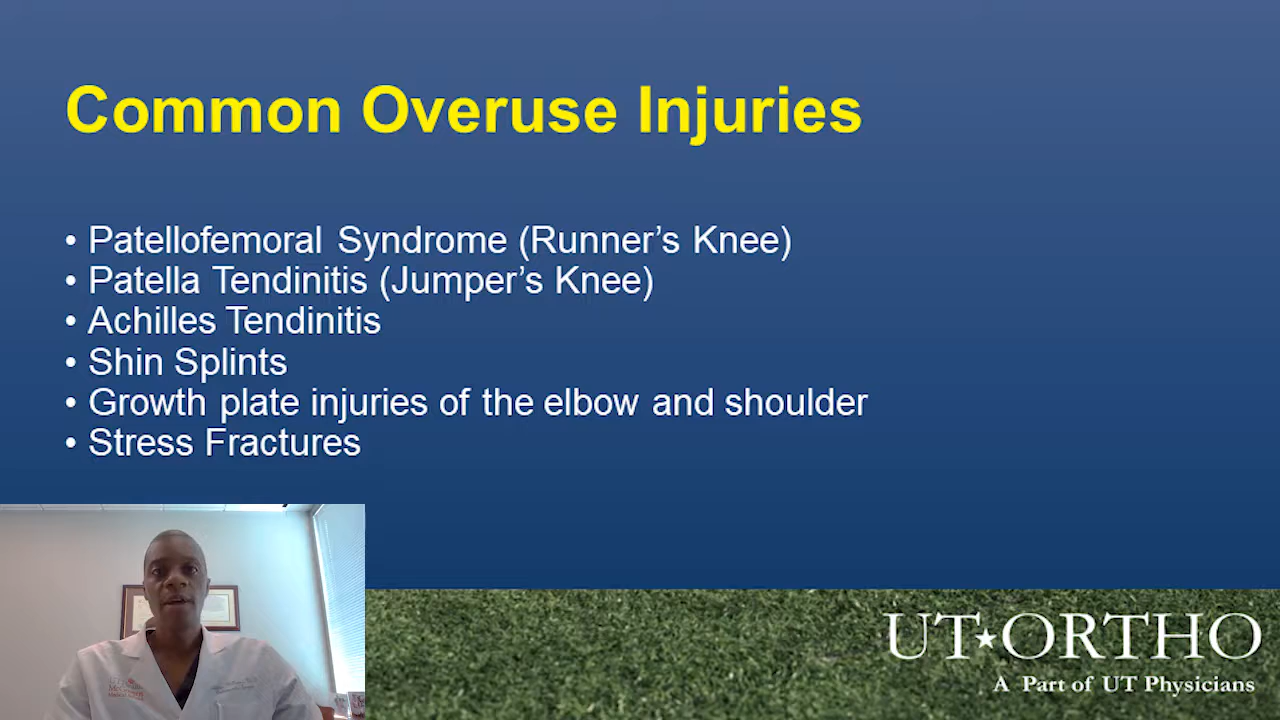 Common Overuse Injuries
• Patellofemoral Syndrome (Runner’s Knee)
• Patella Tendinitis (Jumper’s Knee)
• Achilles Tendinitis
• Shin Splints
• Growth plate injuries of the elbow and shoulder
• Stress Fractures
UT★ORTHO
A Part of UT Physicians